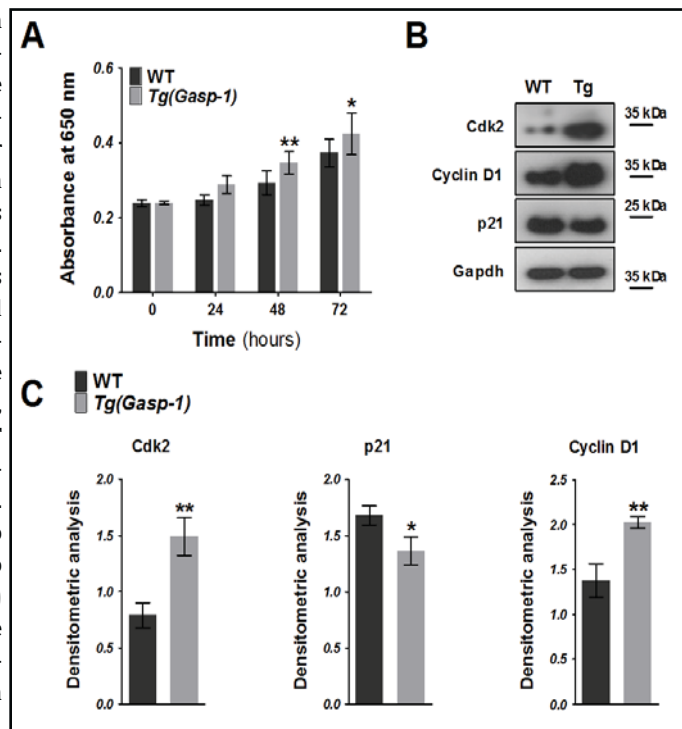 A
WT
Tg(Gasp-1)
Absorbance at 650 nm
0.6
0.4
0.2
0.0
**
*
0 24 48 72
Time (hours)
B
WT Tg
Cdk2 35 kDa
Cyclin D1 35 kDa
p21 25 kDa
Gapdh 35 kDa
C
WT
Tg(Gasp-1)
Cdk2
Densitometric analysis
2.0
1.5
1.0
0.5
0.0
**
p21
Densitometric analysis
2.0
1.5
1.0
0.5
0.0
*
Cyclin D1
Densitometric analysis
2.5
2.0
1.5
1.0
0.5
0.0
**